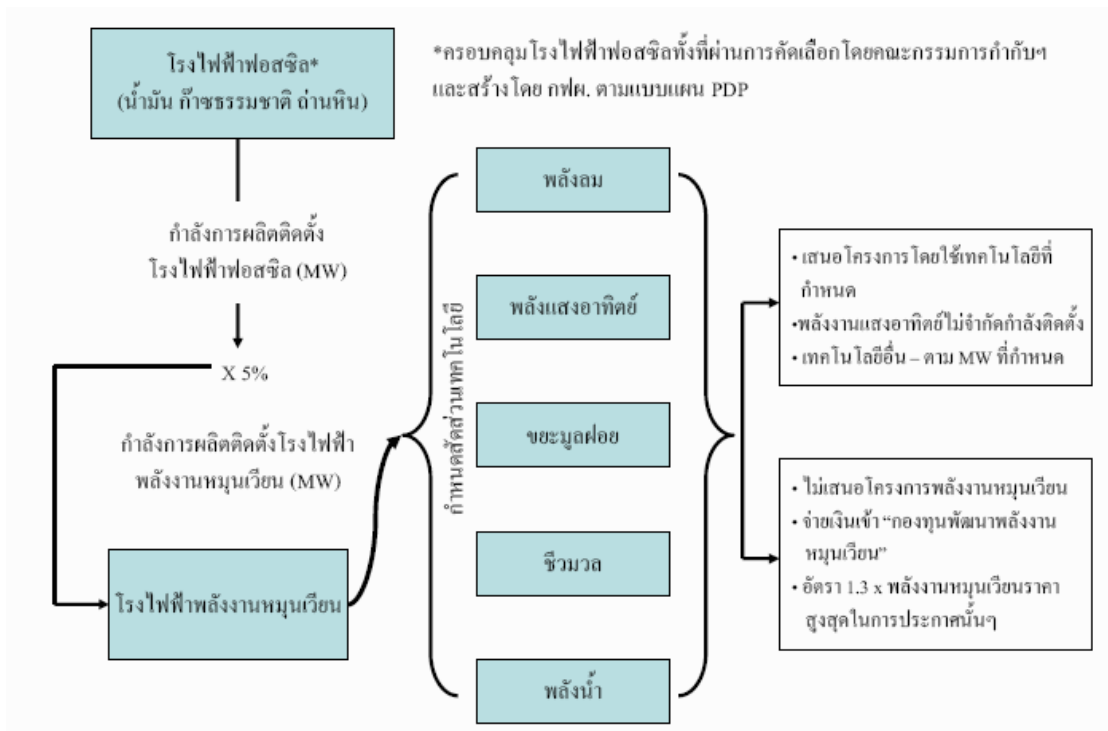 โรงไฟฟ้าฟอสซิล*
(น้ำมัน ก๊าซธรรมชาติ ถ่านหิน)
*ครอบคลุมโรงไฟฟ้าฟอสซิลทั้งที่ผ่านการคัดเลือกโดยคณะกรรมการกำกับฯ
และสร้างโดย กฟผ. ตามแบบแผน PDP
กำลังการผลิตติดตั้ง
โรงไฟฟ้าฟอสซิล (MW)
X 5%
กำลังการผลิตติดตั้งโรงไฟฟ้า
พลังงานหมุนเวียน (MW)
โรงไฟฟ้าพลังงานหมุนเวียน
กำหนดสัดส่วนเทคโนโลยี
พลังลม
พลังแสงอาทิตย์
ขยะมูลฝอย
ชีวมวล
พลังน้ำ
• เสนอโครงการโดยใช้เทคโนโลยีที่
กำหนด
•พลังงานแสงอาทิตย์ไม่จำกัดกำลังติดตั้ง
• เทคโนโลยีอื่น – ตาม MW ที่กำหนด
• ไม่เสนอโครงการพลังงานหมุนเวียน
• จ่ายเงินเข้า “กองทุนพัฒนาพลังงาน
หมุนเวียน”
• อัตรา 1.3 x พลังงานหมุนเวียนราคา
สูงสุดในการประกาศนั้นๆ